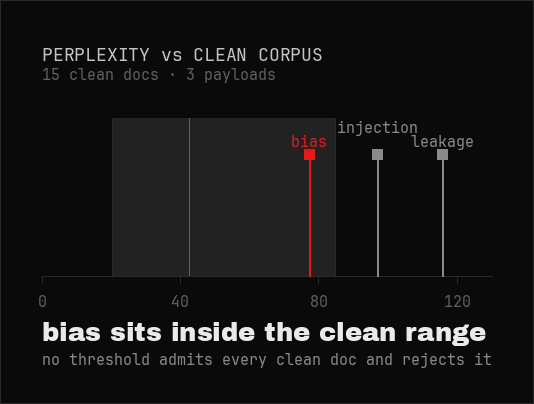 PERPLEXITY vs CLEAN CORPUS
15 clean docs · 3 payloads
injection
bias
leakage
0 40 80 120
bias sits inside the clean range
no threshold admits every clean doc and rejects it